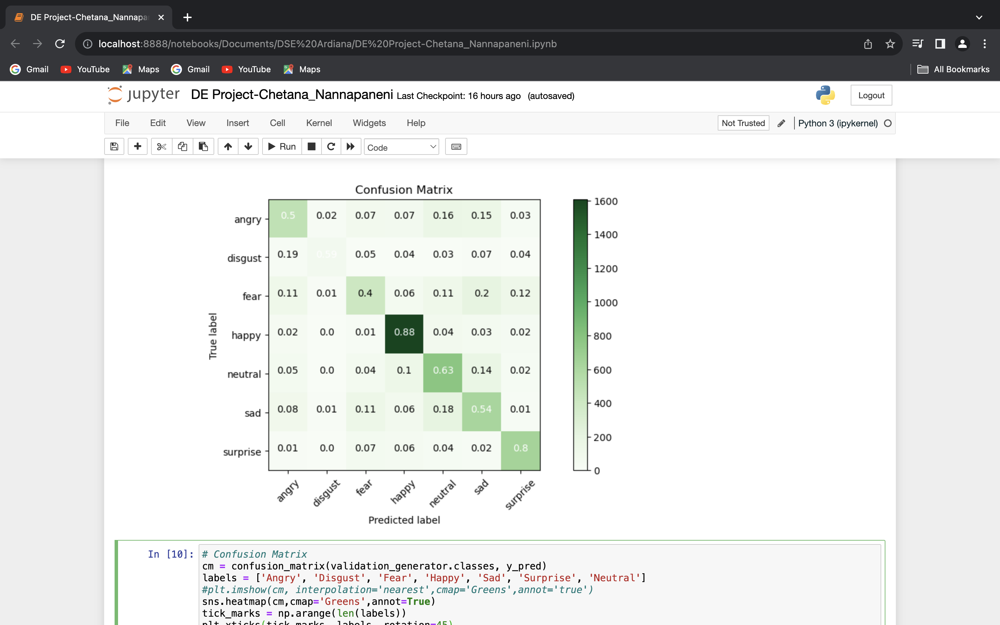 DE Project-Chetana_Nannapa
localhost:8888/notebooks/Documents/DSE%20Ardiana/DE%20Project-Chetana_Nannapaneni.ipynb
Gmail YouTube Maps Gmail YouTube Maps All Bookmarks
jupyter DE Project-Chetana_Nannapaneni Last Checkpoint: 16 hours ago (autosaved) Logout
File Edit View Insert Cell Kernel Widgets Help Not Trusted Python 3 (ipykernel)
Run Code
Confusion Matrix
angry 0.5 0.02 0.07 0.07 0.16 0.15 0.03
disgust 0.19 0.59 0.05 0.04 0.03 0.07 0.04
fear 0.11 0.01 0.4 0.06 0.11 0.2 0.12
happy 0.02 0.0 0.01 0.88 0.04 0.03 0.02
neutral 0.05 0.0 0.04 0.1 0.63 0.14 0.02
sad 0.08 0.01 0.11 0.06 0.18 0.54 0.01
surprise 0.01 0.0 0.07 0.06 0.04 0.02 0.8
True label
angry disgust fear happy neutral sad surprise
Predicted label
1600
1400
1200
1000
800
600
400
200
0
In [10]:
# Confusion Matrix
cm = confusion_matrix(validation_generator.classes, y_pred)
labels = ['Angry', 'Disgust', 'Fear', 'Happy', 'Sad', 'Surprise', 'Neutral']
#plt.imshow(cm, interpolation='nearest',cmap='Greens',annot='true')
sns.heatmap(cm,cmap='Greens',annot=True)
tick_marks = np.arange(len(labels))
plt.xticks(tick_marks, labels, rotation=45)